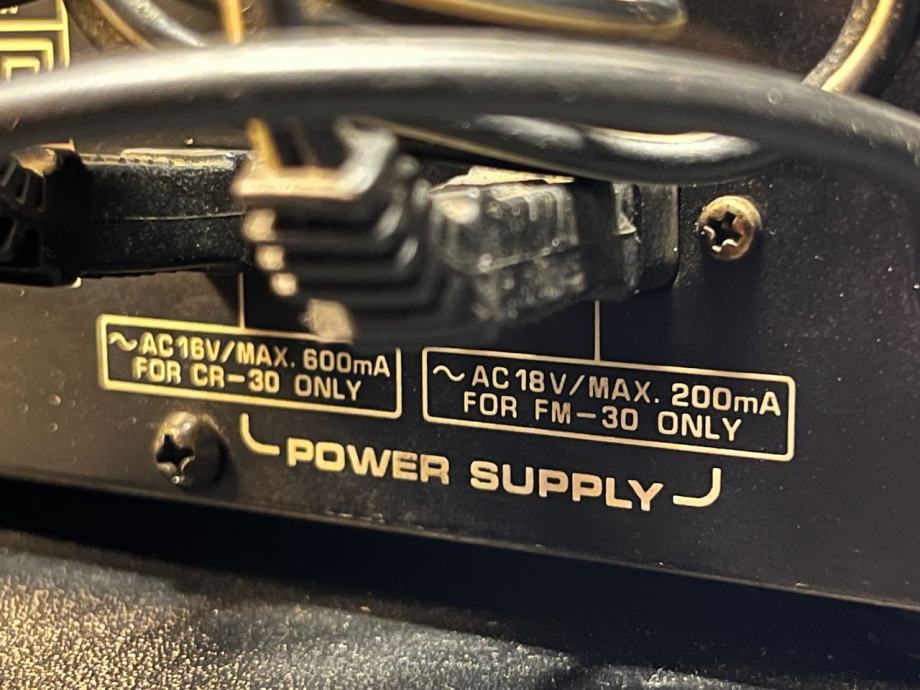 ~AC16V/MAX. 600mA
FOR CR-30 ONLY
~AC18V/MAX. 200mA
FOR FM-30 ONLY
POWER SUPPLY